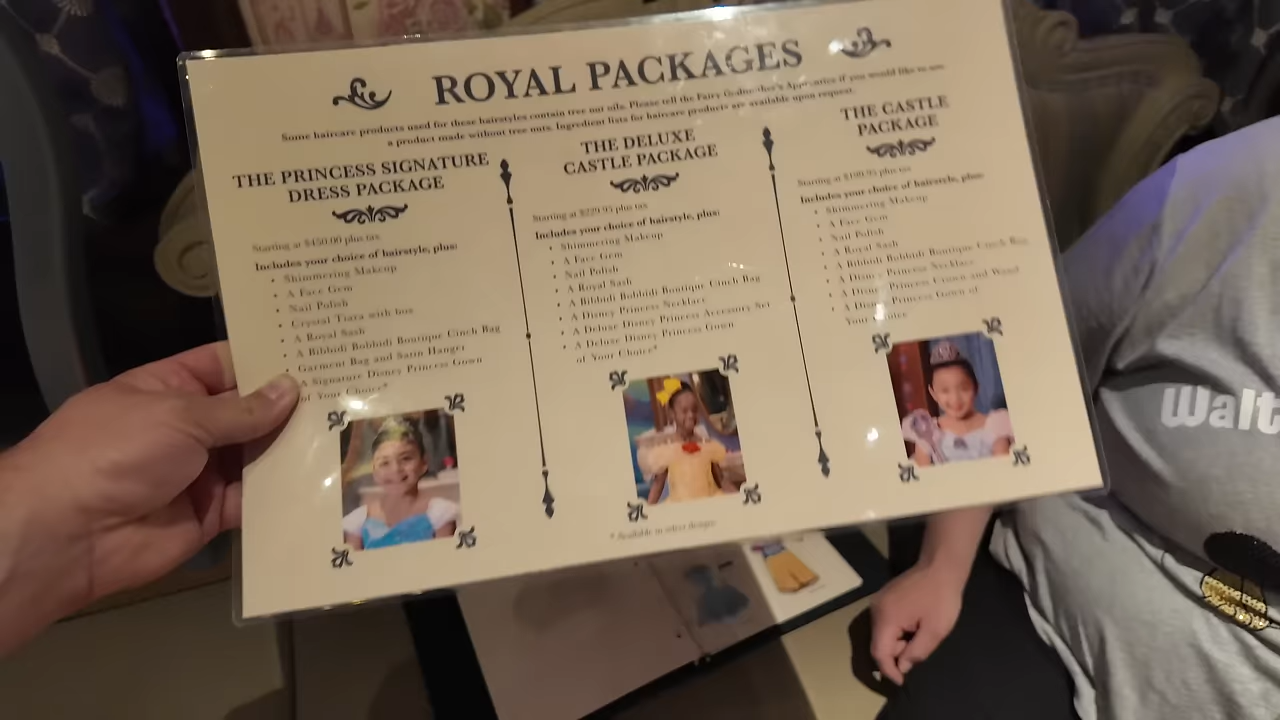 ROYAL PACKAGES
Some haircare products used for these hairstyles contain tree nut oils. Please tell the Fairy Godmother's Apprentice if you would like to use
a product made without tree nuts. Ingredient lists for haircare products are available upon request.
THE PRINCESS SIGNATURE
DRESS PACKAGE
Starting at $450.00 plus tax
Includes your choice of hairstyle, plus:
• Shimmering Makeup
• A Face Gem
• Nail Polish
• Crystal Tiara with box
• A Royal Sash
• A Bibbidi Bobbidi Boutique Cinch Bag
• Garment Bag and Satin Hanger
A Signature Disney Princess Gown
of Your Choice*
THE DELUXE
CASTLE PACKAGE
Starting at $229.95 plus tax
Includes your choice of hairstyle, plus:
• Shimmering Makeup
• A Face Gem
• Nail Polish
• A Royal Sash
• A Bibbidi Bobbidi Boutique Cinch Bag
• A Disney Princess Necklace
• A Deluxe Disney Princess Accessory Set
• A Deluxe Disney Princess Gown
of Your Choice*
THE CASTLE
PACKAGE
Starting at $199.95 plus tax
Includes your choice of hairstyle, plus:
• Shimmering Makeup
• A Face Gem
• Nail Polish
• A Royal Sash
• A Bibbidi Bobbidi Boutique Cinch Bag
• A Disney Princess Necklace
• A Disney Princess Crown and Wand
• A Disney Princess Gown of
Your Choice
* Available in select designs
Walt